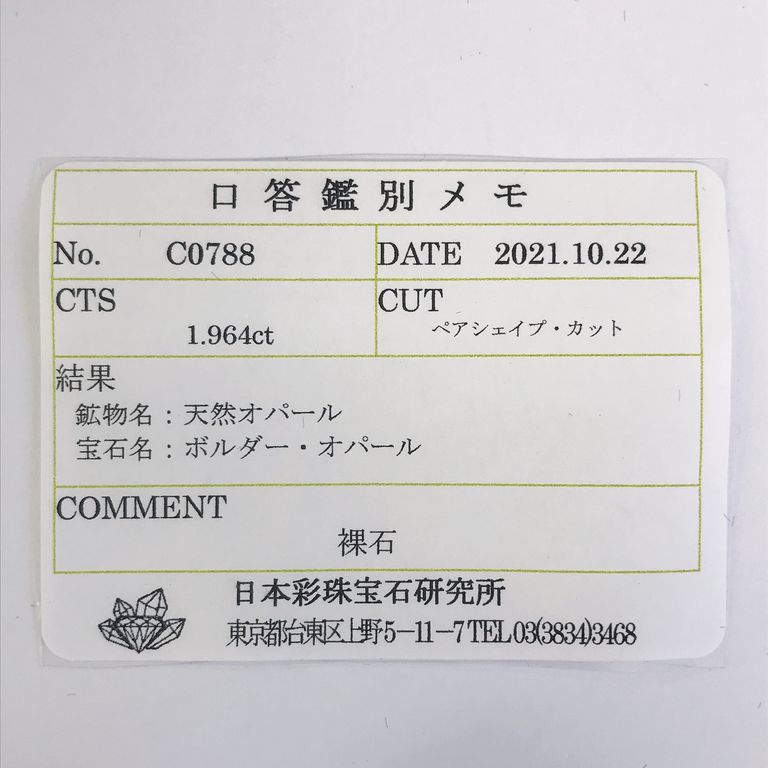 口答鑑別メモ
No. C0788 DATE 2021.10.22
CTS CUT
1.964ct ペアシェイプ・カット
結果
鉱物名：天然オパール
宝石名：ボルダー・オパール
COMMENT
裸石
日本彩珠宝石研究所
東京都台東区上野5－11－7 TEL 03(3834)3468